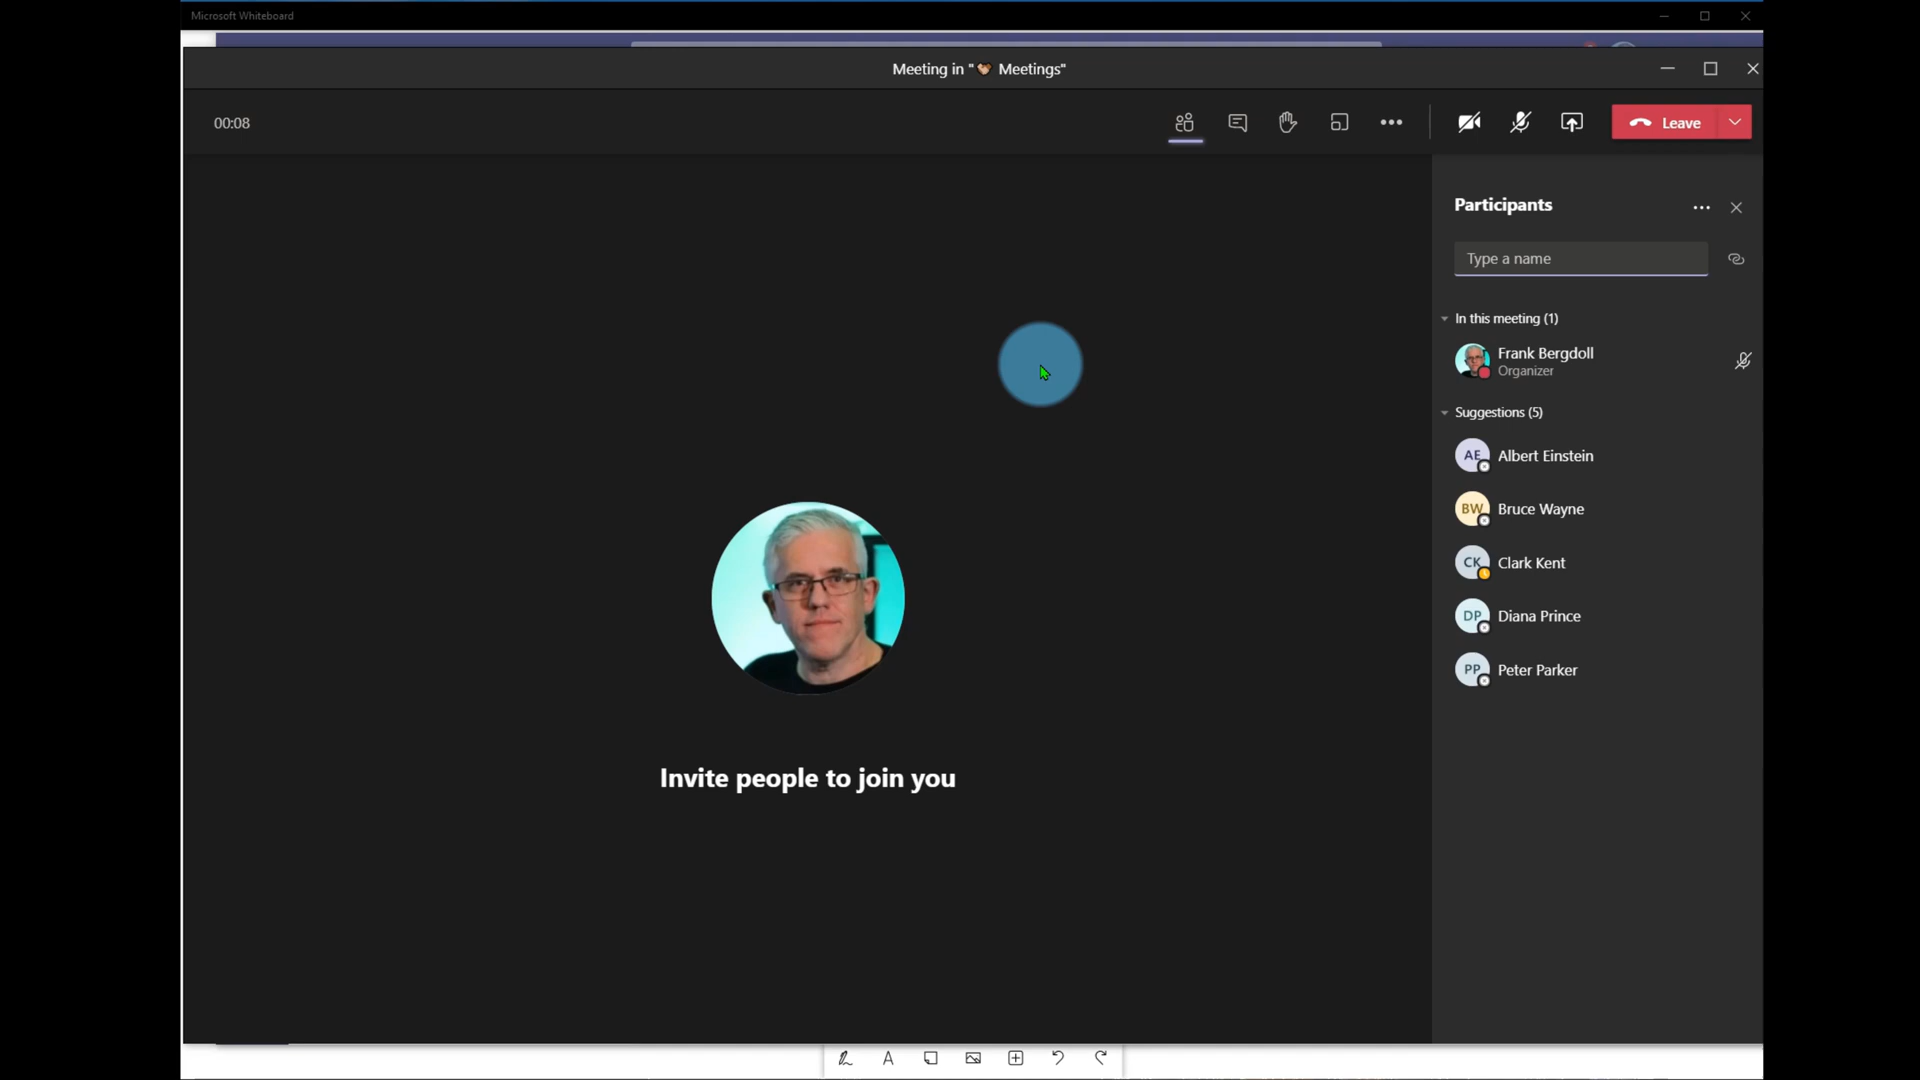 Microsoft Whiteboard
Meeting in "🤝 Meetings"
00:08
Leave
Participants
Type a name
In this meeting (1)
Frank Bergdoll
Organizer
Suggestions (5)
AE Albert Einstein
BW Bruce Wayne
CK Clark Kent
DP Diana Prince
PP Peter Parker
Invite people to join you
A